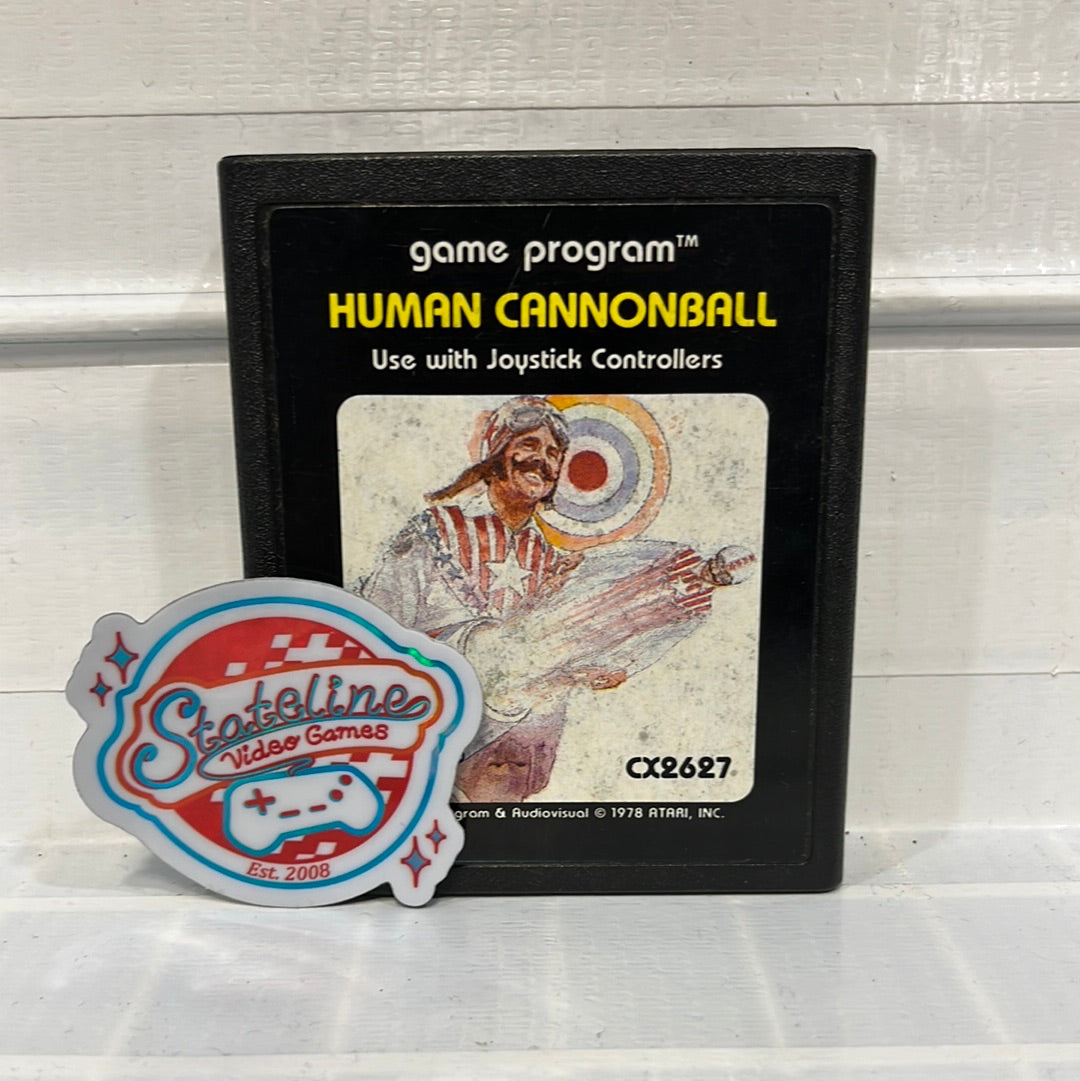 game program™
HUMAN CANNONBALL
Use with Joystick Controllers
CX2627
gram & Audiovisual © 1978 ATARI, INC.
Stateline
Video Games
Est. 2008